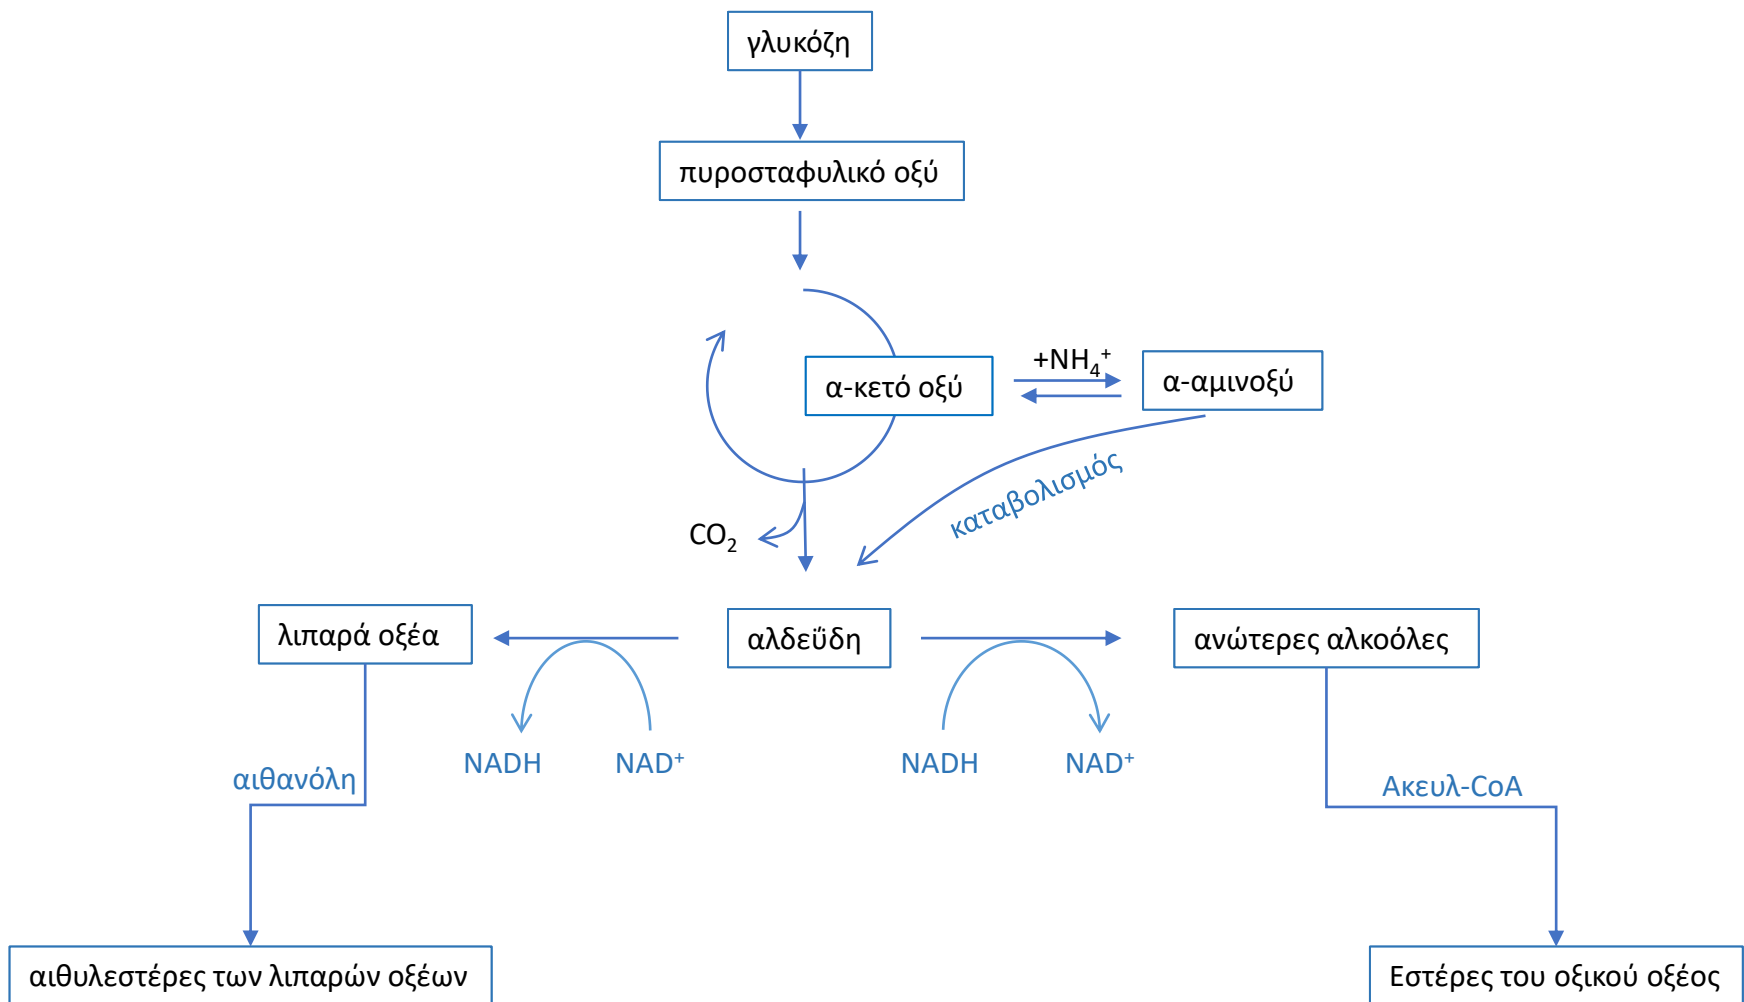 γλυκόζη
πυροσταφυλικό οξύ
α-κετό οξύ
+NH₄⁺
α-αμινοξύ
καταβολισμός
CO₂
λιπαρά οξέα
αλδεΰδη
ανώτερες αλκοόλες
NADH
NAD⁺
NADH
NAD⁺
αιθανόλη
Ακευλ-CoA
αιθυλεστέρες των λιπαρών οξέων
Εστέρες του οξικού οξέος